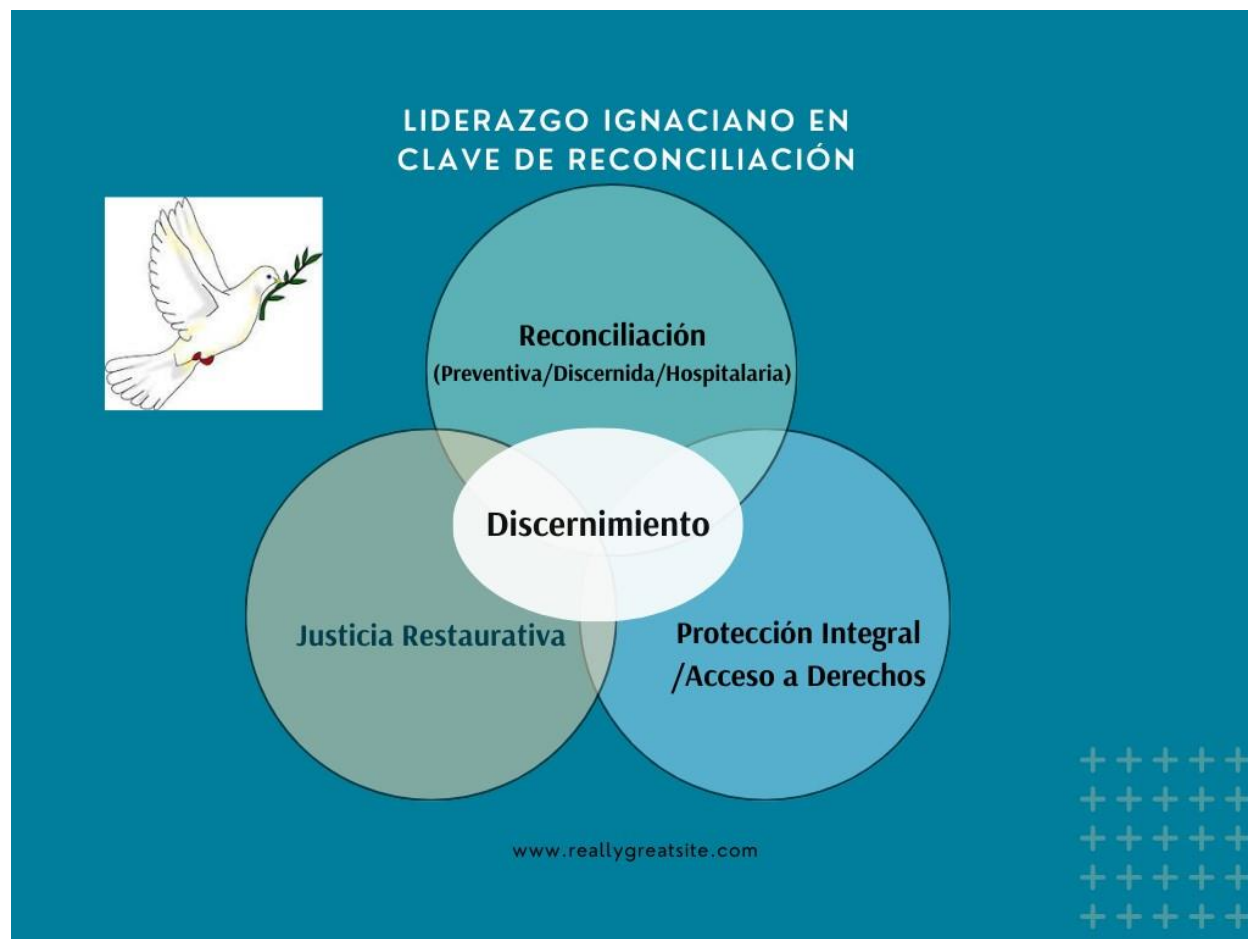 LIDERAZGO IGNACIANO EN
CLAVE DE RECONCILIACIÓN
Reconciliación
(Preventiva/Discernida/Hospitalaria)
Discernimiento
Justicia Restaurativa
Protección Integral
/Acceso a Derechos
www.reallygreatsite.com